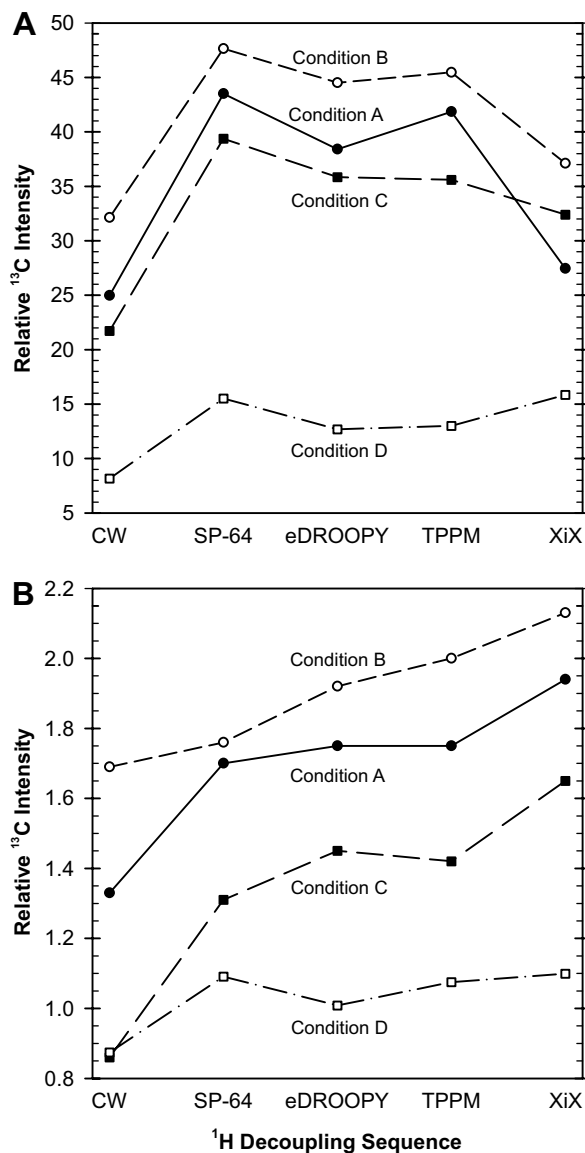 A
50
45
40
35
30
25
20
15
10
5
Relative ¹³C Intensity
Condition B
Condition A
Condition C
Condition D
CW SP-64 eDROOPY TPPM XiX
B
2.2
2.0
1.8
1.6
1.4
1.2
1.0
0.8
Relative ¹³C Intensity
Condition B
Condition A
Condition C
Condition D
CW SP-64 eDROOPY TPPM XiX
¹H Decoupling Sequence